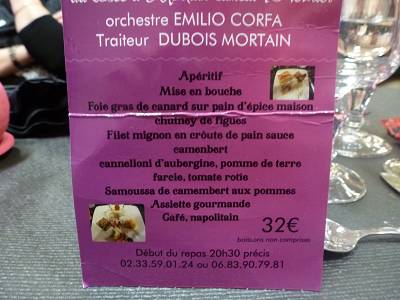 orchestre EMILIO CORFA
Traiteur DUBOIS MORTAIN
Apéritif
Mise en bouche
Foie gras de canard sur pain d'épice maison
chutney de figues
Filet mignon en croûte de pain sauce
camenbert
cannelloni d'aubergine, pomme de terre
farcie, tomate rotie
Samoussa de camembert aux pommes
Assiette gourmande
Café, napolitain
32€
boissons non comprises
Début du repas 20h30 précis
02.33.59.01.24 ou 06.83.90.79.81